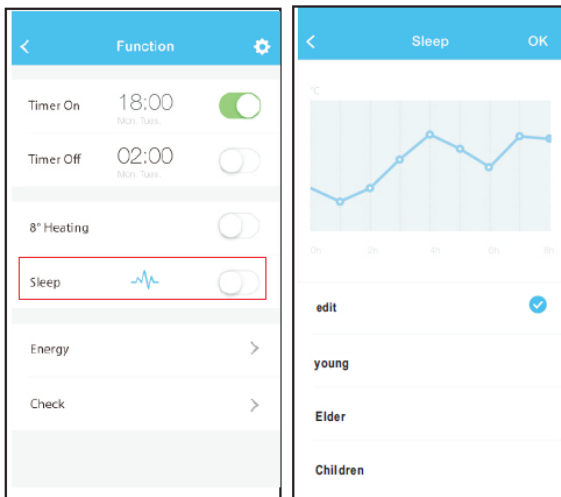 Function
Timer On 18:00
Mon. Tues.
Timer Off 02:00
Mon. Tues.
8° Heating
Sleep
Energy
Check
Sleep OK
°C
0h 2h 4h 6h 8h
edit
young
Elder
Children